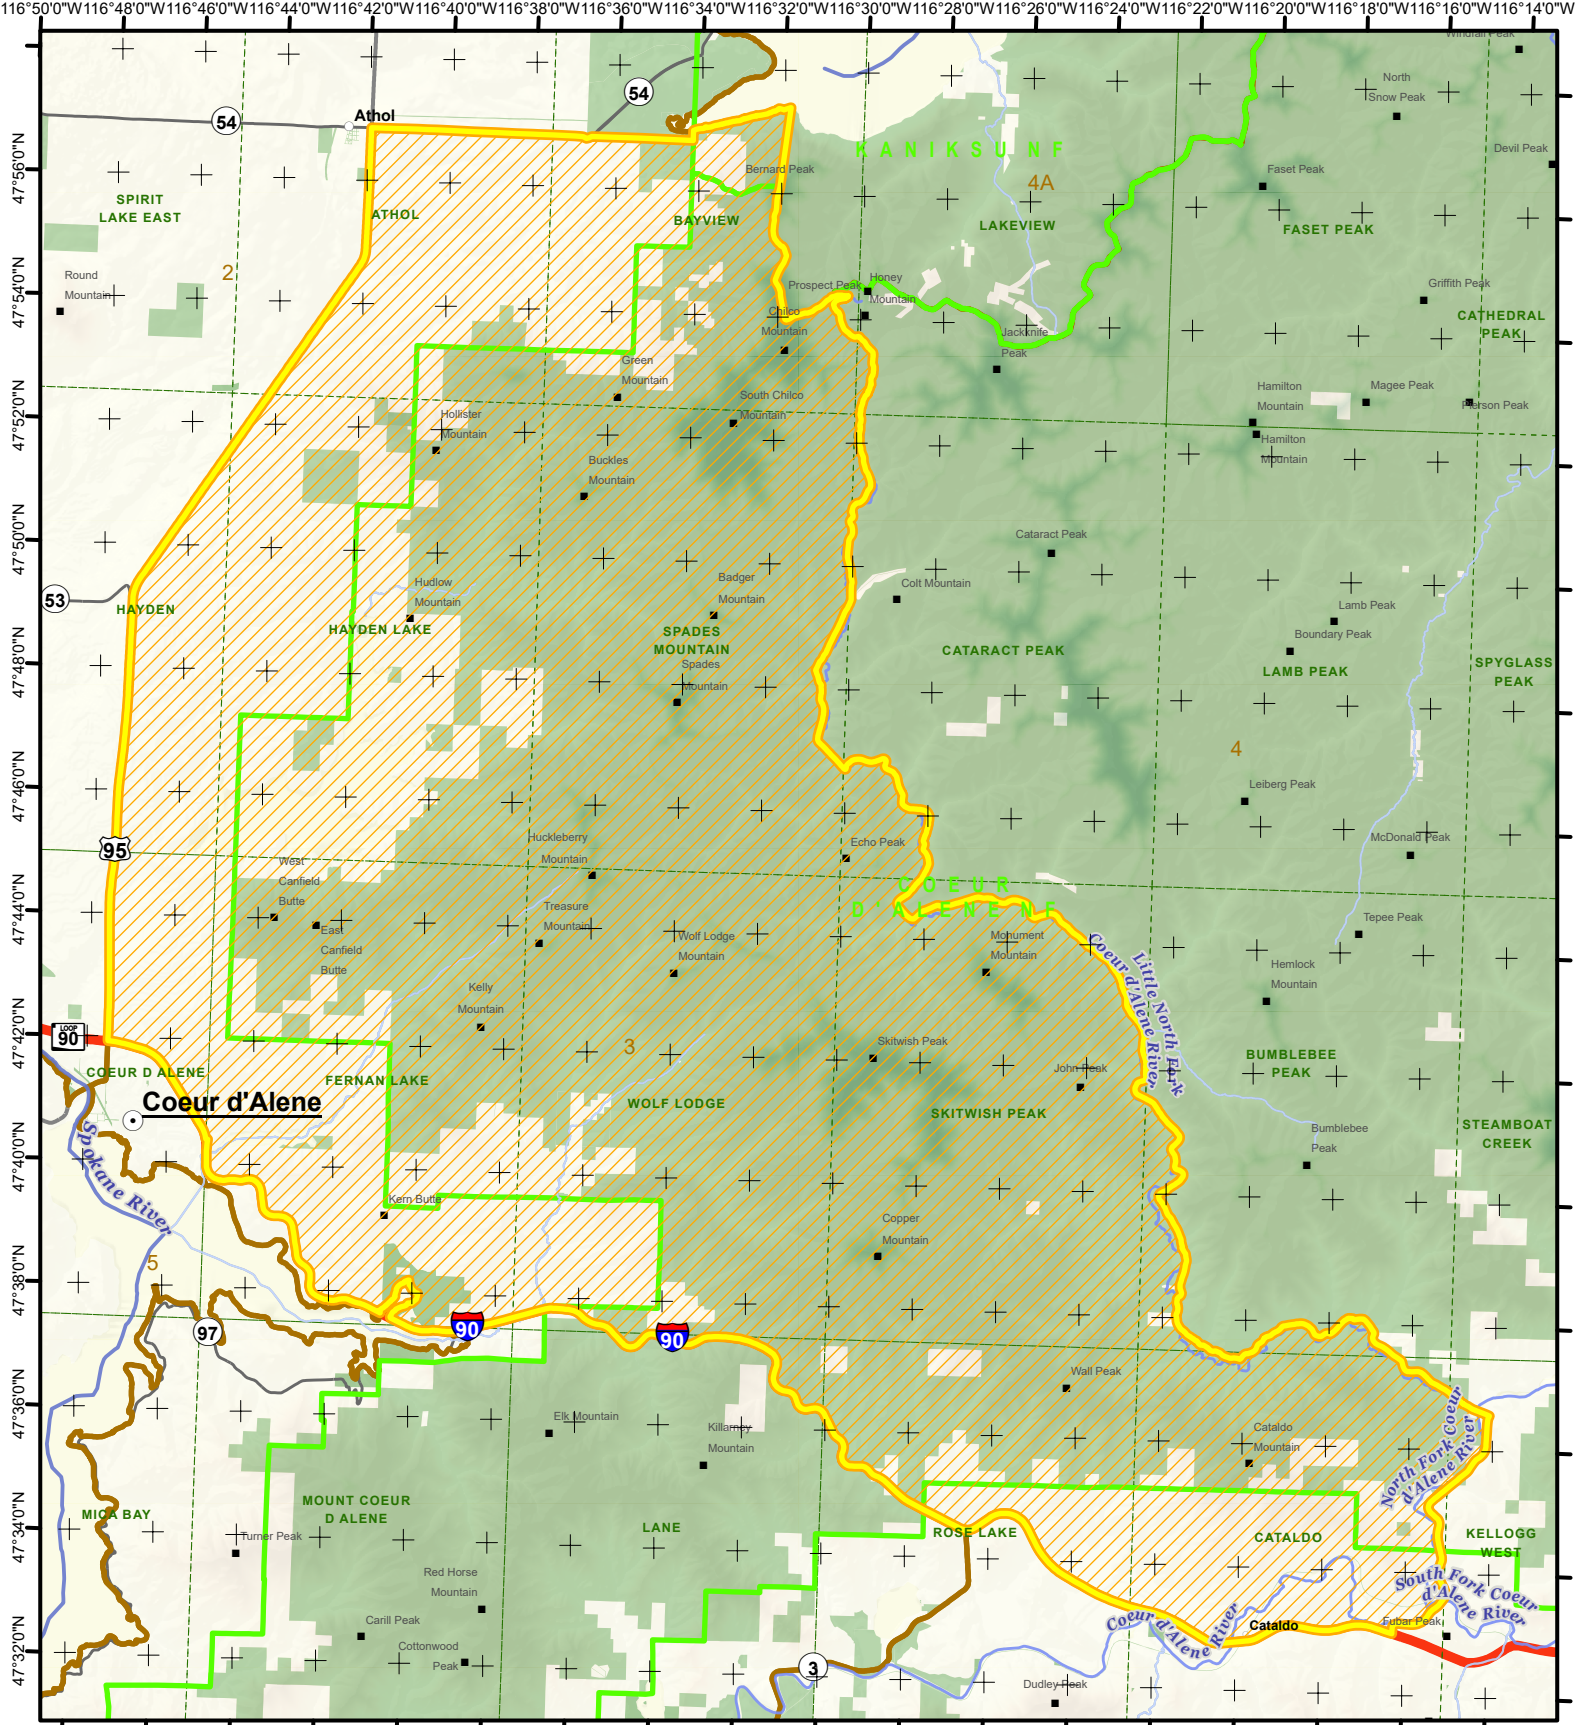 116°50'0"W 116°48'0"W 116°46'0"W 116°44'0"W 116°42'0"W 116°40'0"W 116°38'0"W 116°36'0"W 116°34'0"W 116°32'0"W 116°30'0"W 116°28'0"W 116°26'0"W 116°24'0"W 116°22'0"W 116°20'0"W 116°18'0"W 116°16'0"W 116°14'0"W
Windfall Peak
North
Snow Peak
54
54
Athol
Devil Peak
47°56'0"N
KANIKSU NF
Bernard Peak
Faset Peak
4A
SPIRIT
LAKE EAST
ATHOL
BAYVIEW
LAKEVIEW
FASET PEAK
2
Round
Mountain
47°54'0"N
Prospect Peak
Honey
Mountain
Griffith Peak
Chilco
Mountain
Jackknife
Peak
CATHEDRAL
PEAK
Green
Mountain
47°52'0"N
South Chilco
Mountain
Hamilton
Mountain
Magee Peak
Pierson Peak
Hollister
Mountain
Hamilton
Mountain
Buckles
Mountain
47°50'0"N
Cataract Peak
53
HAYDEN
Hudlow
Mountain
Badger
Mountain
Colt Mountain
Lamb Peak
HAYDEN LAKE
SPADES
MOUNTAIN
Boundary Peak
47°48'0"N
Spades
Mountain
CATARACT PEAK
LAMB PEAK
SPYGLASS
PEAK
4
47°46'0"N
Leiberg Peak
95
Huckleberry
Mountain
Echo Peak
McDonald Peak
West
Canfield
Butte
COEUR
D'ALENE NF
47°44'0"N
Treasure
Mountain
Tepee Peak
East
Canfield
Butte
Wolf Lodge
Mountain
Monument
Mountain
Hemlock
Mountain
Little North Fork
Coeur d'Alene River
Kelly
Mountain
LOOP
90
47°42'0"N
3
Skitwish Peak
John Peak
BUMBLEBEE
PEAK
COEUR D ALENE
FERNAN LAKE
Coeur d'Alene
WOLF LODGE
SKITWISH PEAK
STEAMBOAT
CREEK
Bumblebee
Peak
47°40'0"N
Spokane River
Kern Butte
Copper
Mountain
5
47°38'0"N
97
90
90
Wall Peak
47°36'0"N
Elk Mountain
Killarney
Mountain
Cataldo
Mountain
North Fork Coeur
d'Alene River
MICA BAY
MOUNT COEUR
D ALENE
LANE
ROSE LAKE
CATALDO
KELLOGG
WEST
47°34'0"N
Turner Peak
Red Horse
Mountain
South Fork Coeur
d'Alene River
Carill Peak
Coeur d'Alene River
Cataldo
Fubar Peak
47°32'0"N
Cottonwood
Peak
3
Dudley Peak